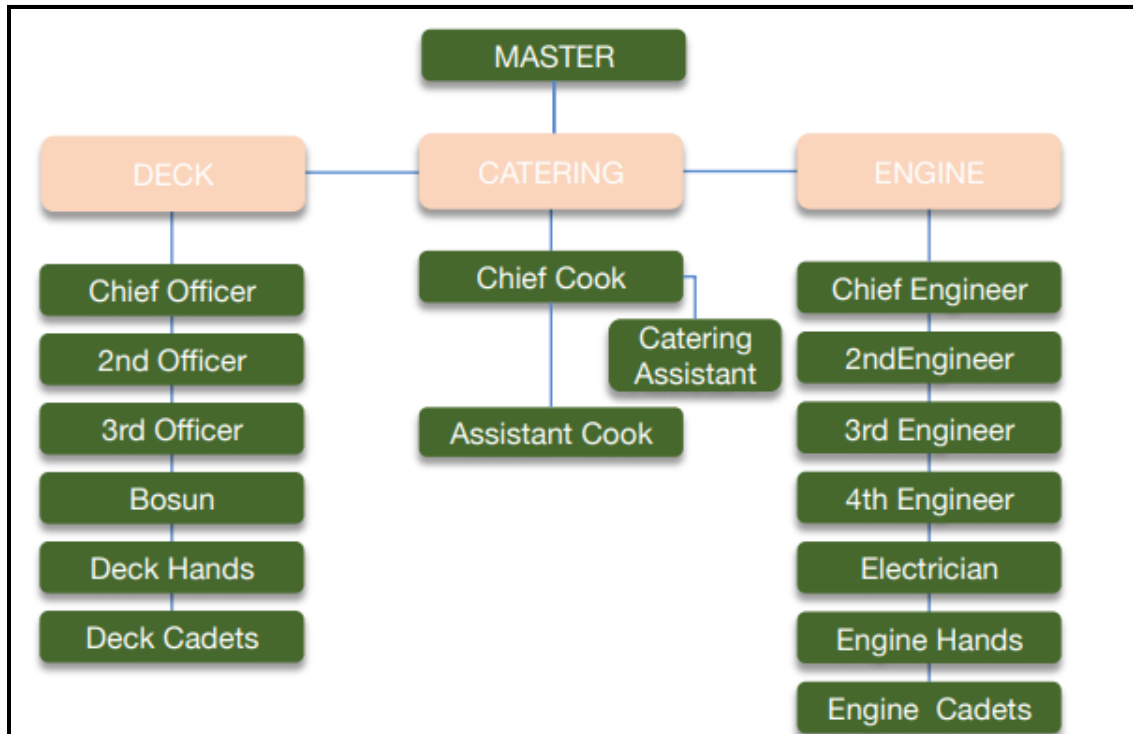 MASTER
DECK
CATERING
ENGINE
Chief Officer
2nd Officer
3rd Officer
Bosun
Deck Hands
Deck Cadets
Chief Cook
Catering
Assistant
Assistant Cook
Chief Engineer
2ndEngineer
3rd Engineer
4th Engineer
Electrician
Engine Hands
Engine  Cadets